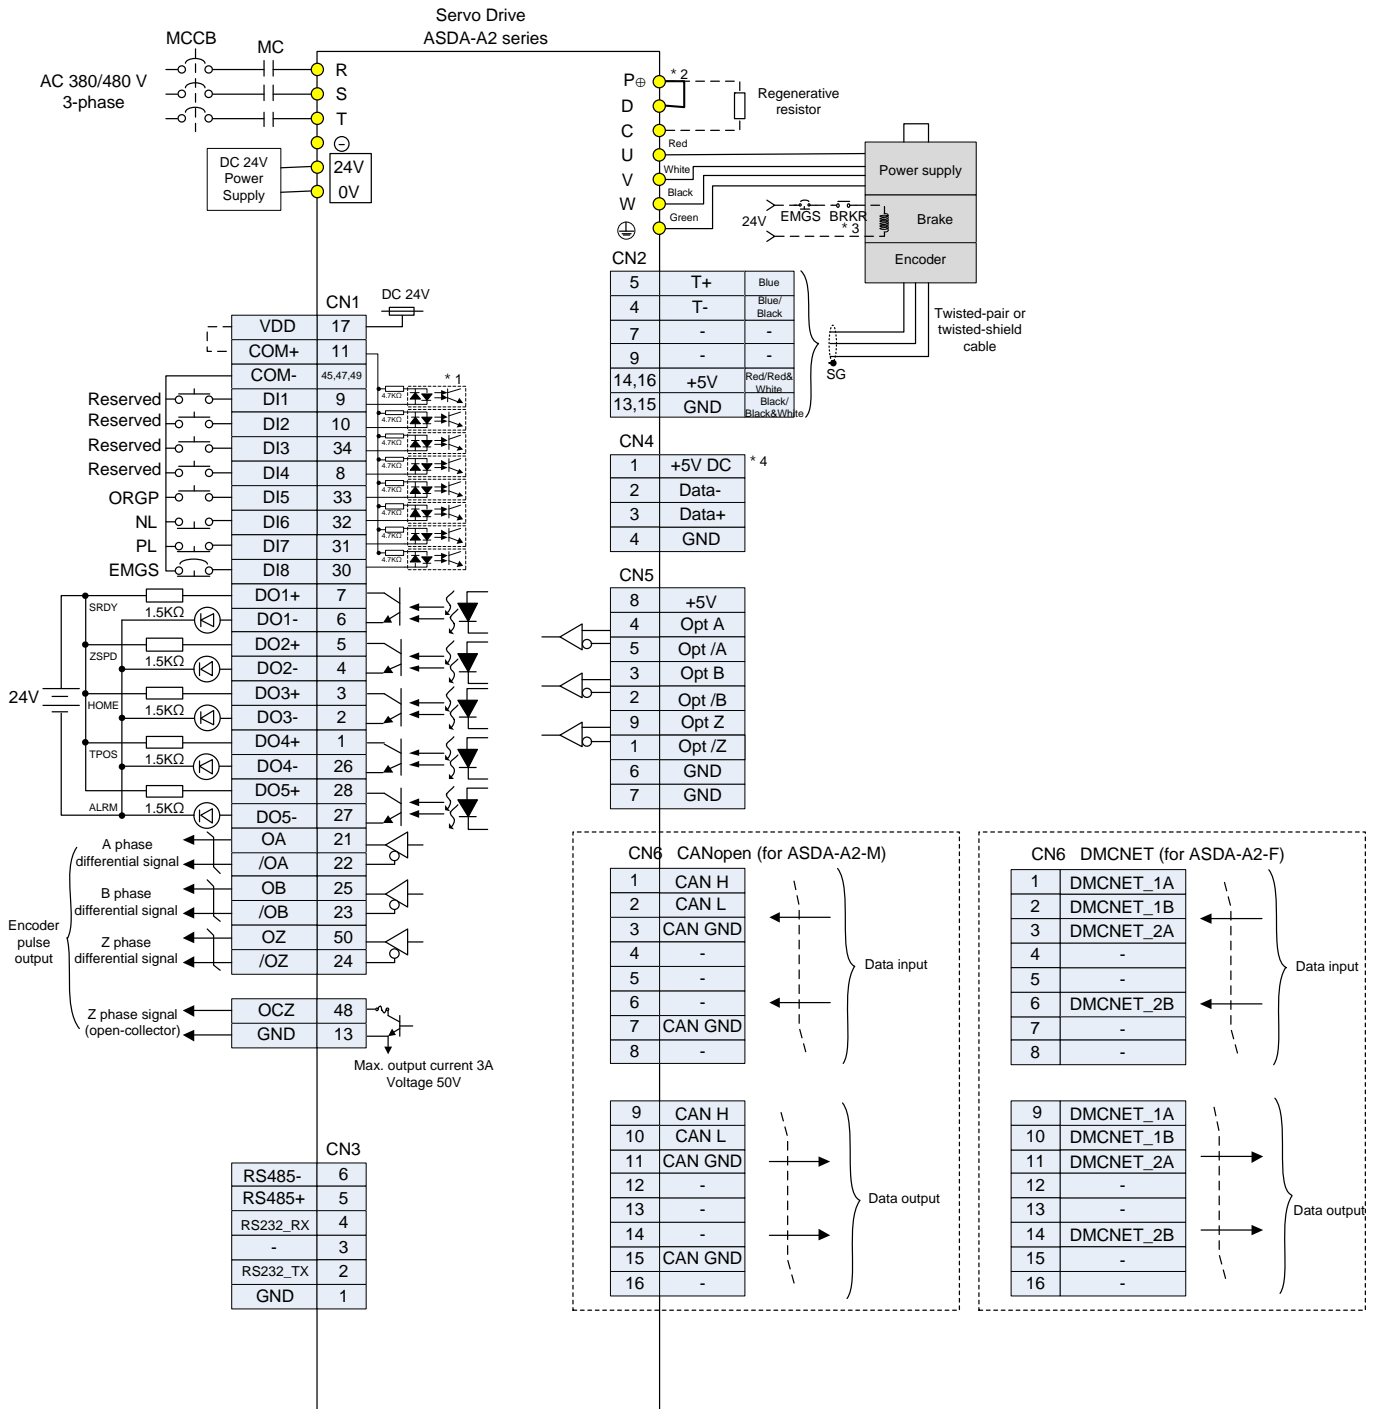 Servo Drive
ASDA-A2 series
MCCB
MC
AC 380/480 V
3-phase
R
S
T
DC 24V
Power
Supply
24V
0V
P
* 2
D
C
Regenerative
resistor
U
Red
V
White
W
Black
Green
Power supply
24V
EMGS
BRKR
* 3
Brake
Encoder
Twisted-pair or
twisted-shield
cable
SG
CN2
5 T+ Blue
4 T- Blue/
Black
7 - -
9 - -
14,16 +5V Red/Red&
White
13,15 GND Black/
Black&White
CN1
DC 24V
VDD 17
COM+ 11
COM- 45,47,49
* 1
Reserved DI1 9 4.7KΩ
Reserved DI2 10 4.7KΩ
Reserved DI3 34 4.7KΩ
Reserved DI4 8 4.7KΩ
ORGP DI5 33 4.7KΩ
NL DI6 32 4.7KΩ
PL DI7 31 4.7KΩ
EMGS DI8 30 4.7KΩ
24V
SRDY DO1+ 7
1.5KΩ DO1- 6
ZSPD DO2+ 5
1.5KΩ DO2- 4
HOME DO3+ 3
1.5KΩ DO3- 2
TPOS DO4+ 1
1.5KΩ DO4- 26
ALRM DO5+ 28
1.5KΩ DO5- 27
Encoder
pulse
output
A phase
differential signal
OA 21
/OA 22
B phase
differential signal
OB 25
/OB 23
Z phase
differential signal
OZ 50
/OZ 24
Z phase signal
(open-collector)
OCZ 48
GND 13
Max. output current 3A
Voltage 50V
CN3
RS485- 6
RS485+ 5
RS232_RX 4
- 3
RS232_TX 2
GND 1
CN4
1 +5V DC * 4
2 Data-
3 Data+
4 GND
CN5
8 +5V
4 Opt A
5 Opt /A
3 Opt B
2 Opt /B
9 Opt Z
1 Opt /Z
6 GND
7 GND
CN6 CANopen (for ASDA-A2-M)
1 CAN H
2 CAN L
3 CAN GND
4 -
5 -
6 -
7 CAN GND
8 -
Data input
9 CAN H
10 CAN L
11 CAN GND
12 -
13 -
14 -
15 CAN GND
16 -
Data output
CN6 DMCNET (for ASDA-A2-F)
1 DMCNET_1A
2 DMCNET_1B
3 DMCNET_2A
4 -
5 -
6 DMCNET_2B
7 -
8 -
Data input
9 DMCNET_1A
10 DMCNET_1B
11 DMCNET_2A
12 -
13 -
14 DMCNET_2B
15 -
16 -
Data output